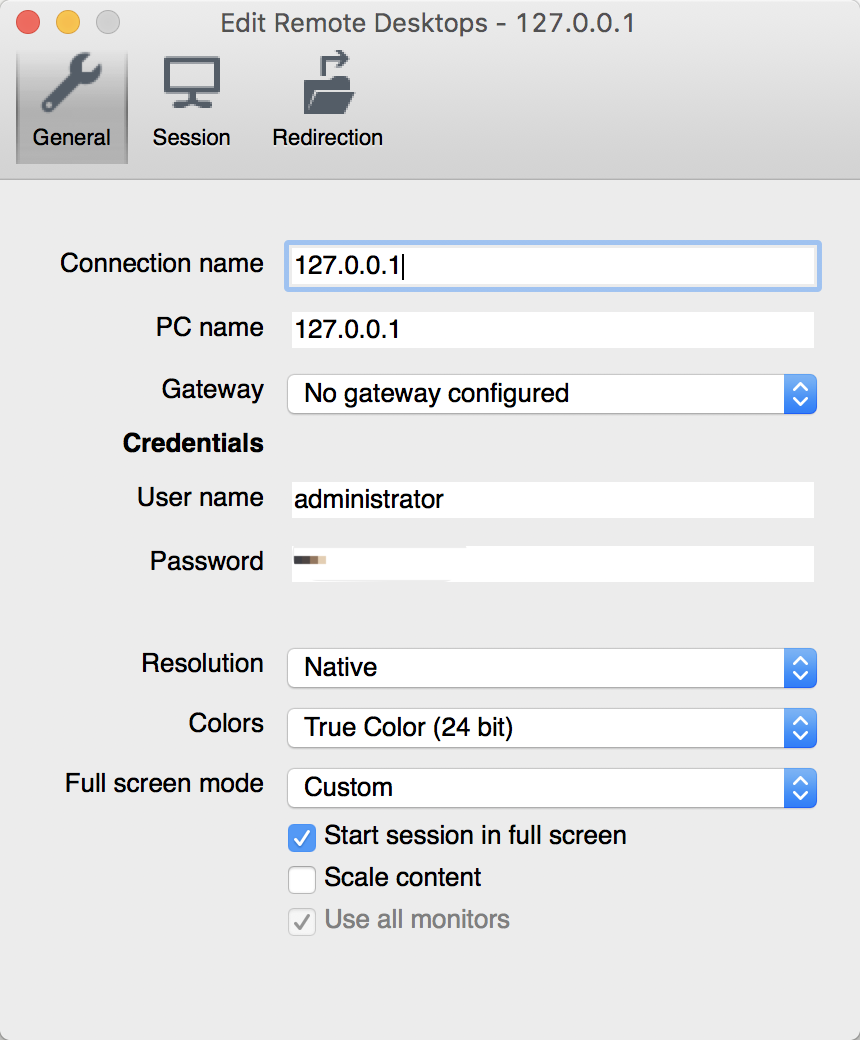 Edit Remote Desktops - 127.0.0.1
General Session Redirection
Connection name 127.0.0.1
PC name 127.0.0.1
Gateway No gateway configured
Credentials
User name administrator
Password
Resolution Native
Colors True Color (24 bit)
Full screen mode Custom
Start session in full screen
Scale content
Use all monitors